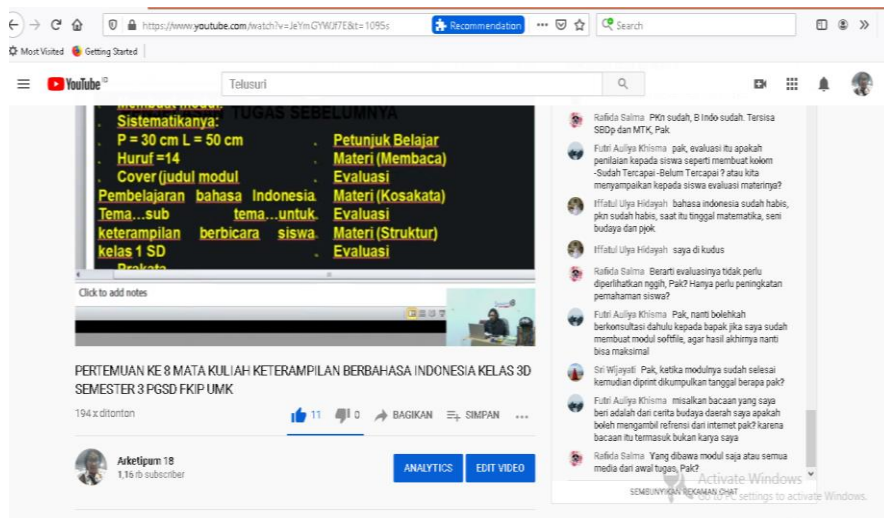 https://www.youtube.com/watch?v=JeYmGYWJf7E&t=1095s
Recommendation
Search
Most Visited
Getting Started
YouTube ID
Telusuri
Membuat modul.
TUGAS SEBELUMNYA
Sistematikanya:
P = 30 cm L = 50 cm
Huruf =14
Cover (judul modul
Pembelajaran bahasa Indonesia
Tema...sub tema...untuk
keterampilan berbicara siswa
kelas 1 SD
Prakata
Petunjuk Belajar
Materi (Membaca)
Evaluasi
Materi (Kosakata)
Evaluasi
Materi (Struktur)
Evaluasi
Click to add notes
PERTEMUAN KE 8 MATA KULIAH KETERAMPILAN BERBAHASA INDONESIA KELAS 3D
SEMESTER 3 PGSD FKIP UMK
194 x ditonton
11
0
BAGIKAN
SIMPAN
Arketipum 18
1,16 rb subscriber
ANALYTICS
EDIT VIDEO
Rafida Salma PKn sudah, B Indo sudah. Tersisa
SBDp dan MTK, Pak
Futri Auliya Khisma pak, evaluasi itu apakah
penilaian kepada siswa seperti membuat kolom
-Sudah Tercapai -Belum Tercapai ? atau kita
menyampaikan kepada siswa evaluasi materinya?
Iffatul Ulya Hidayah bahasa indonesia sudah habis,
pkn sudah habis, saat itu tinggal matematika, seni
budaya dan pjok
Iffatul Ulya Hidayah saya di kudus
Rafida Salma Berarti evaluasinya tidak perlu
diperlihatkan nggih, Pak? Hanya perlu peningkatan
pemahaman siswa?
Futri Auliya Khisma Pak, nanti bolehkah
berkonsultasi dahulu kepada bapak jika saya sudah
membuat modul softfile, agar hasil akhirnya nanti
bisa maksimal
Sri Wijayati Pak, ketika modulnya sudah selesai
kemudian diprint dikumpulkan tanggal berapa pak?
Futri Auliya Khisma misalkan bacaan yang saya
beri adalah dari cerita budaya daerah saya apakah
boleh mengambil refrensi dari internet pak? karena
bacaan itu termasuk bukan karya saya
Rafida Salma Yang dibawa modul saja atau semua
media dari awal tugas, Pak?
SEMBUNYIKAN REKAMAN CHAT
Activate Windows
Go to PC settings to activate Windows.